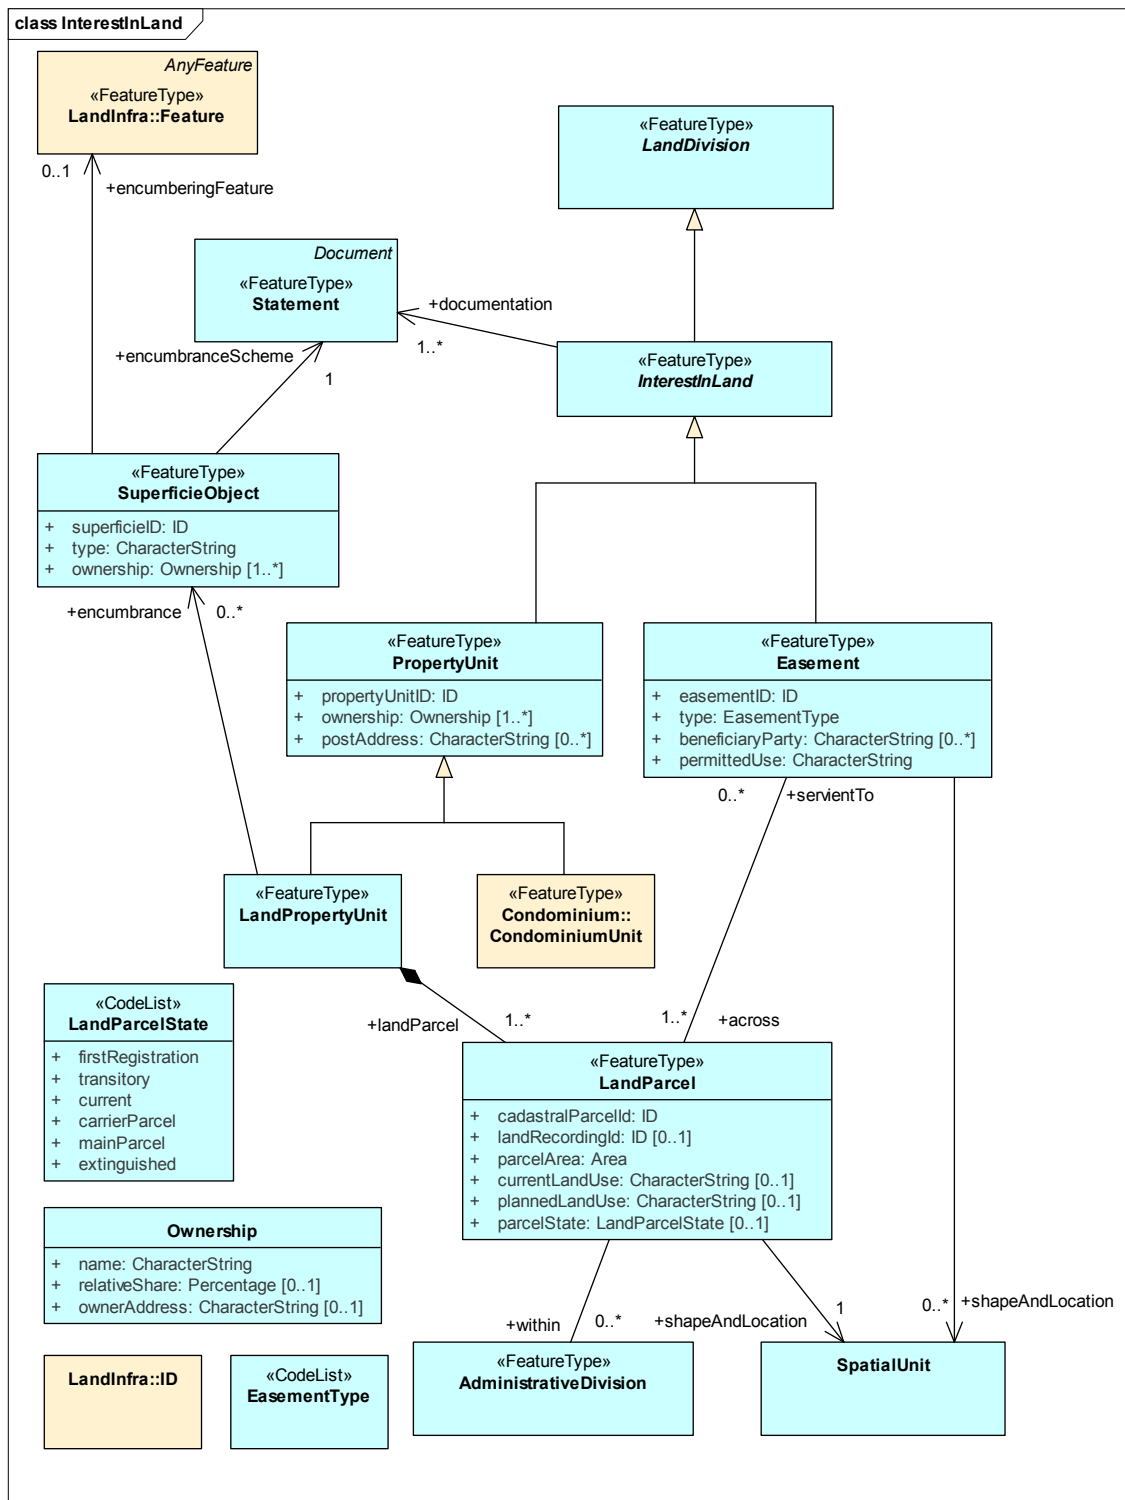 class InterestInLand
AnyFeature
«FeatureType»
LandInfra::Feature
0..1
+encumberingFeature
«FeatureType»
LandDivision
Document
«FeatureType»
Statement
+documentation
1..*
+encumbranceScheme
1
«FeatureType»
InterestInLand
«FeatureType»
SuperficieObject
+ superficieID: ID
+ type: CharacterString
+ ownership: Ownership [1..*]
+encumbrance
0..*
«FeatureType»
PropertyUnit
+ propertyUnitID: ID
+ ownership: Ownership [1..*]
+ postAddress: CharacterString [0..*]
«FeatureType»
Easement
+ easementID: ID
+ type: EasementType
+ beneficiaryParty: CharacterString [0..*]
+ permittedUse: CharacterString
0..*
+servientTo
«FeatureType»
LandPropertyUnit
«FeatureType»
Condominium::
CondominiumUnit
+landParcel
1..*
1..*
+across
«CodeList»
LandParcelState
+ firstRegistration
+ transitory
+ current
+ carrierParcel
+ mainParcel
+ extinguished
«FeatureType»
LandParcel
+ cadastralParcelId: ID
+ landRecordingId: ID [0..1]
+ parcelArea: Area
+ currentLandUse: CharacterString [0..1]
+ plannedLandUse: CharacterString [0..1]
+ parcelState: LandParcelState [0..1]
Ownership
+ name: CharacterString
+ relativeShare: Percentage [0..1]
+ ownerAddress: CharacterString [0..1]
+within
0..*
+shapeAndLocation
1
0..*
+shapeAndLocation
LandInfra::ID
«CodeList»
EasementType
«FeatureType»
AdministrativeDivision
SpatialUnit